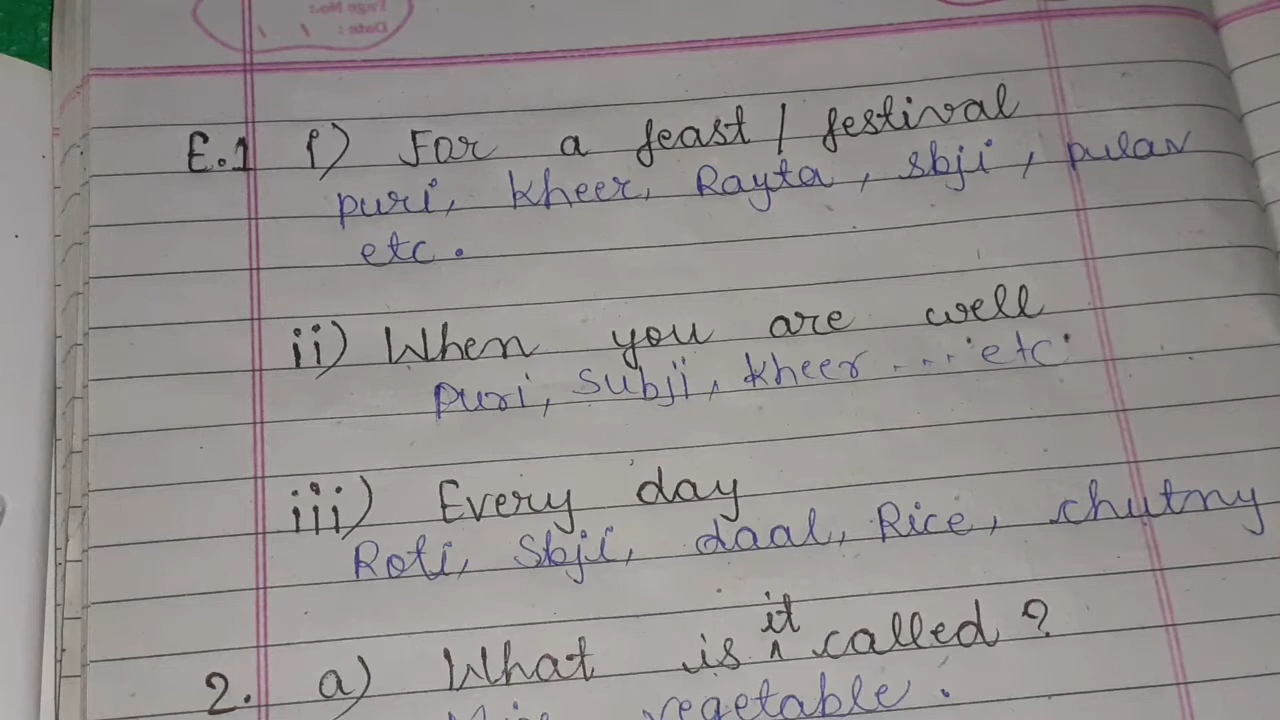 E.1 i) For a feast / festival
puri, kheer, Rayta, sbji, pulav
etc.
ii) When you are well
puri, subji, kheer ... etc.
iii) Every day
Roti, Sbji, daal, Rice, chutny
2. a) What is it called?
vegetable.